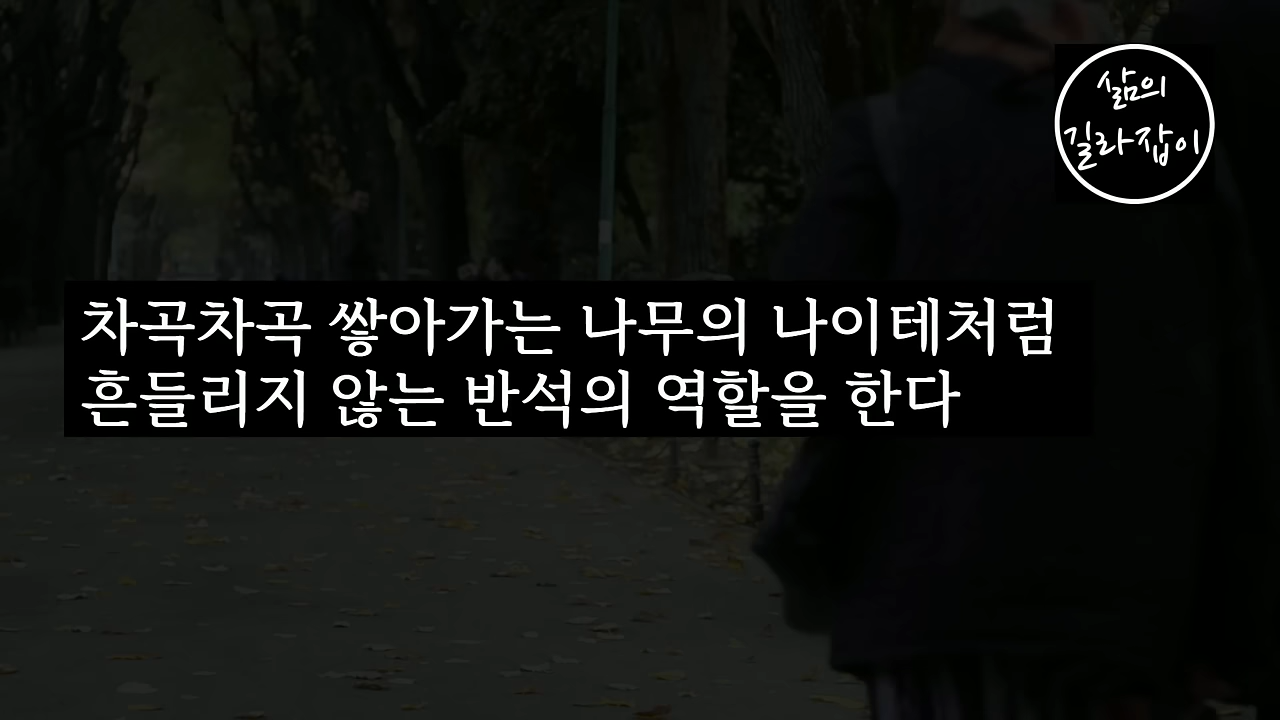 삶의
길라잡이
차곡차곡 쌓아가는 나무의 나이테처럼
흔들리지 않는 반석의 역할을 한다